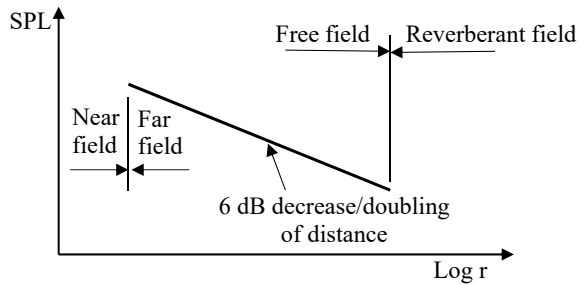 SPL
Free field
Reverberant field
Near
field
Far
field
6 dB decrease/doubling
of distance
Log r